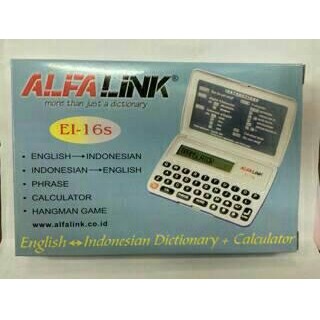 ALFALINK®
more than just a dictionary
EI-16s
• ENGLISH ↔ INDONESIAN
• INDONESIAN ↔ ENGLISH
• PHRASE
• CALCULATOR
• HANGMAN GAME
www.alfalink.co.id
ALFALINK
English ↔ Indonesian Dictionary + Calculator